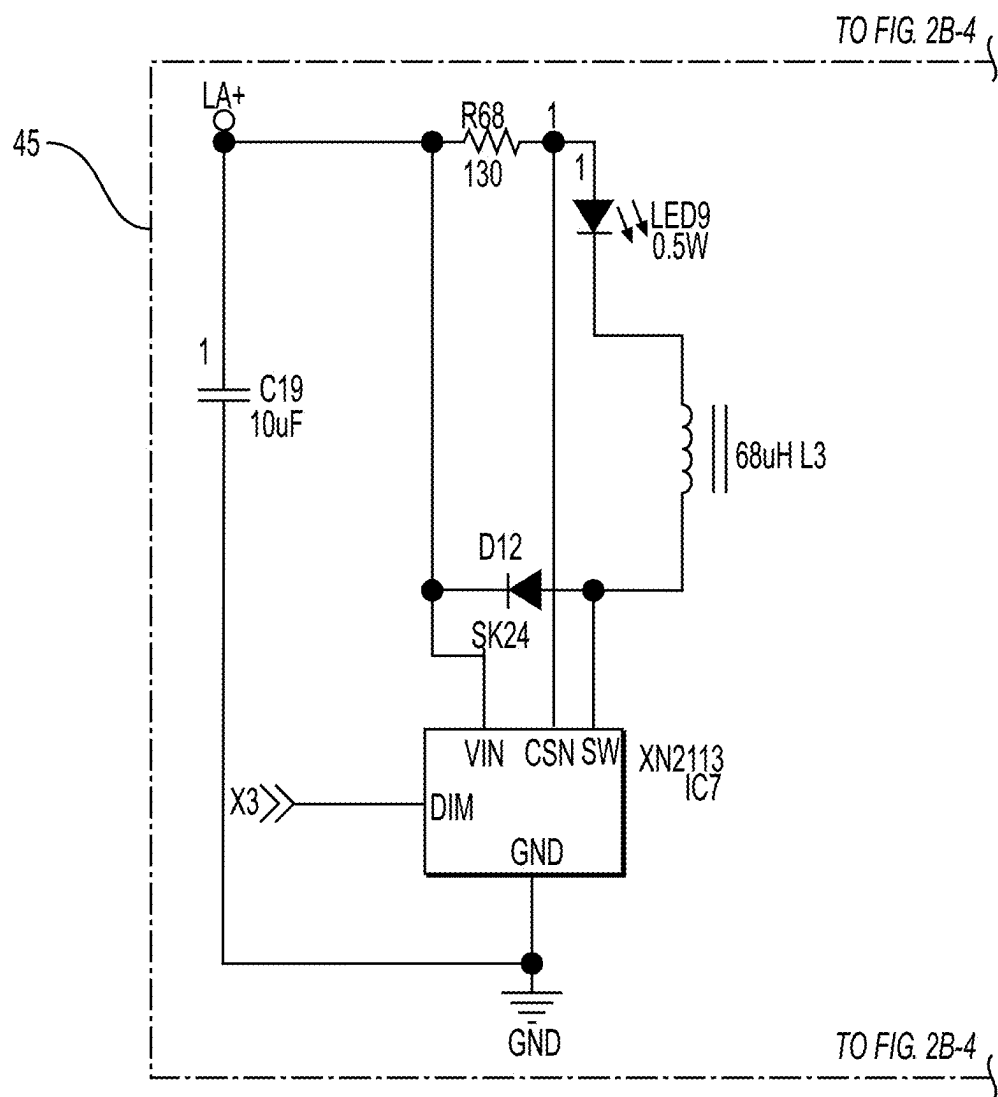 TO FIG. 2B-4
45
LA+
R68
1
130
1
LED9
0.5W
1
C19
10uF
68uH L3
D12
SK24
VIN CSN SW
XN2113
IC7
X3
DIM
GND
GND
TO FIG. 2B-4